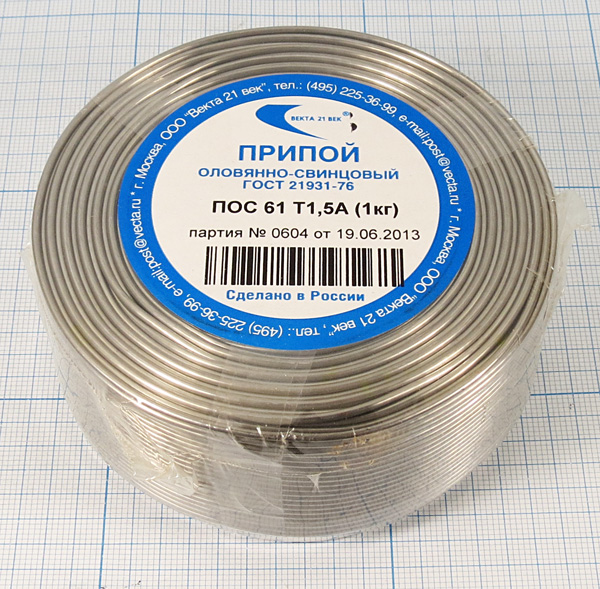 ВЕКТА 21 ВЕК®
ПРИПОЙ
ОЛОВЯННО-СВИНЦОВЫЙ
ГОСТ 21931-76
ПОС 61 Т1,5А (1кг)
партия № 0604 от 19.06.2013
Сделано в России
* г. Москва, ООО "Векта 21 век", тел.: (495) 225-36-99, e-mail:post@vecta.ru * г. Москва, ООО "Векта 21 век", тел.: (495) 225-36-99, e-mail:post@vecta.ru